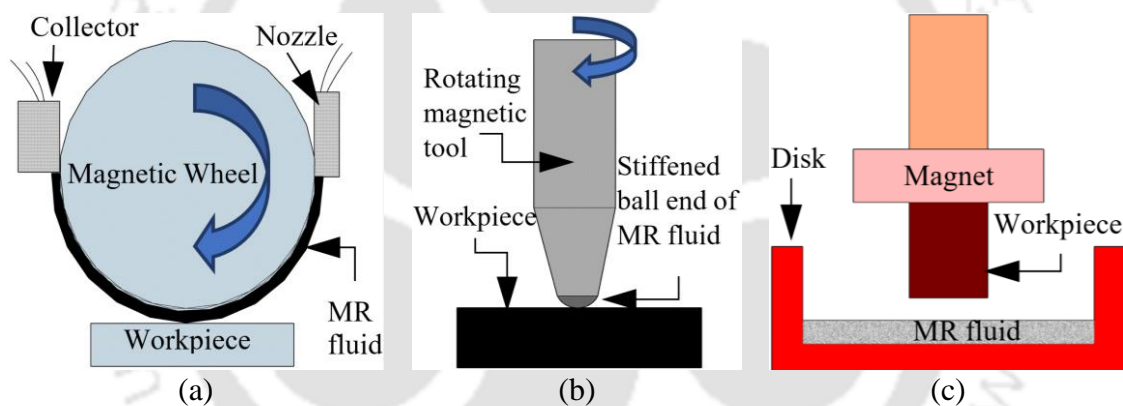 Collector
Nozzle
Magnetic Wheel
MR
fluid
Workpiece
(a)
Rotating
magnetic
tool
Stiffened
ball end of
MR fluid
Workpiece
(b)
Disk
Magnet
Workpiece
MR fluid
(c)